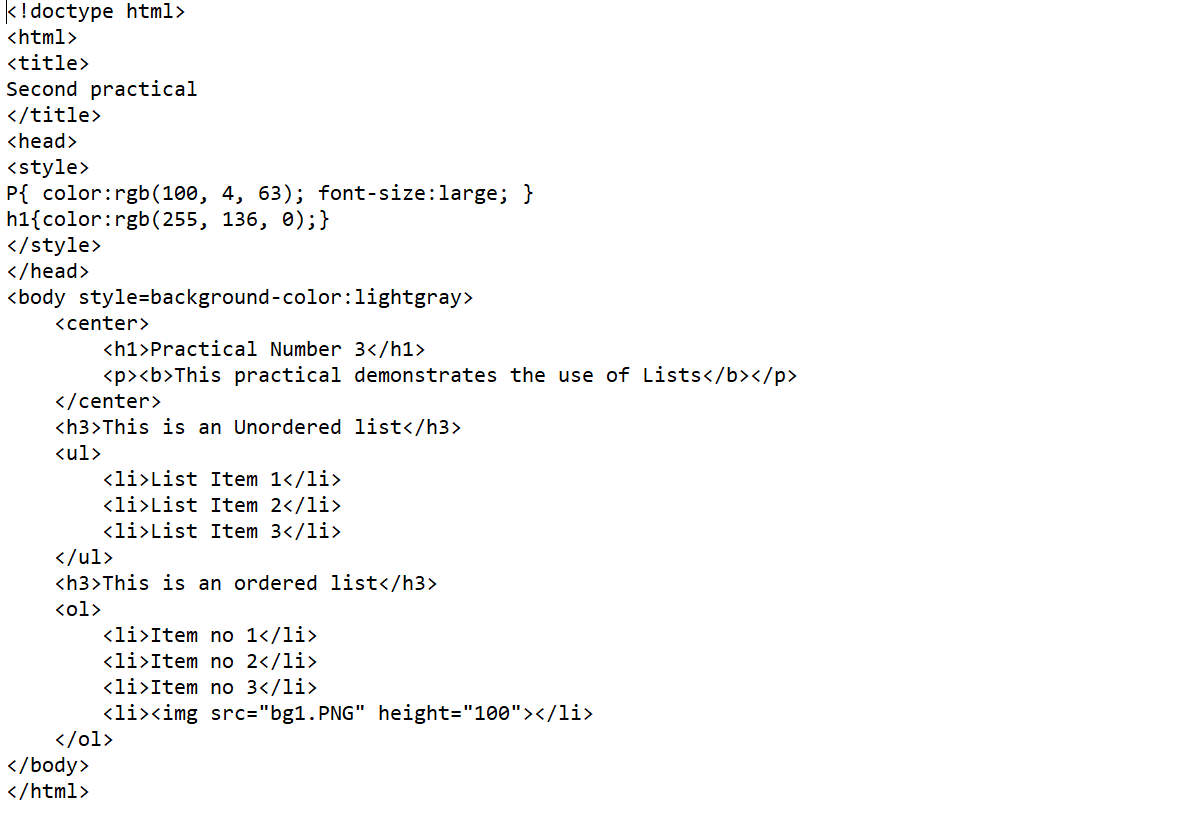 <!doctype html>
<html>
<title>
Second practical
</title>
<head>
<style>
P{ color:rgb(100, 4, 63); font-size:large; }
h1{color:rgb(255, 136, 0);}
</style>
</head>
<body style=background-color:lightgray>
    <center>
        <h1>Practical Number 3</h1>
        <p><b>This practical demonstrates the use of Lists</b></p>
    </center>
    <h3>This is an Unordered list</h3>
    <ul>
        <li>List Item 1</li>
        <li>List Item 2</li>
        <li>List Item 3</li>
    </ul>
    <h3>This is an ordered list</h3>
    <ol>
        <li>Item no 1</li>
        <li>Item no 2</li>
        <li>Item no 3</li>
        <li><img src="bg1.PNG" height="100"></li>
    </ol>
</body>
</html>